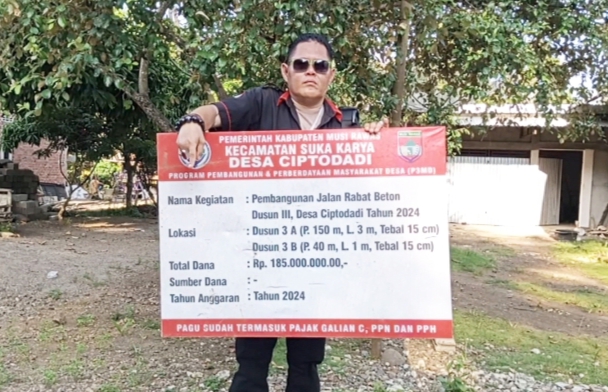 PEMERINTAH KABUPATEN MUSI RAWAS
KECAMATAN SUKA KARYA
DESA CIPTODADI
PROGRAM PEMBANGUNAN & PERBERDAYAAN MASYARAKAT DESA (P3MD)
Nama Kegiatan : Pembangunan Jalan Rabat Beton
Dusun III, Desa Ciptodadi Tahun 2024
Lokasi : Dusun 3 A (P. 150 m, L. 3 m, Tebal 15 cm)
Dusun 3 B (P. 40 m, L. 1 m, Tebal 15 cm)
Total Dana : Rp. 185.000.000.00,-
Sumber Dana : -
Tahun Anggaran : Tahun 2024
PAGU SUDAH TERMASUK PAJAK GALIAN C, PPN DAN PPH